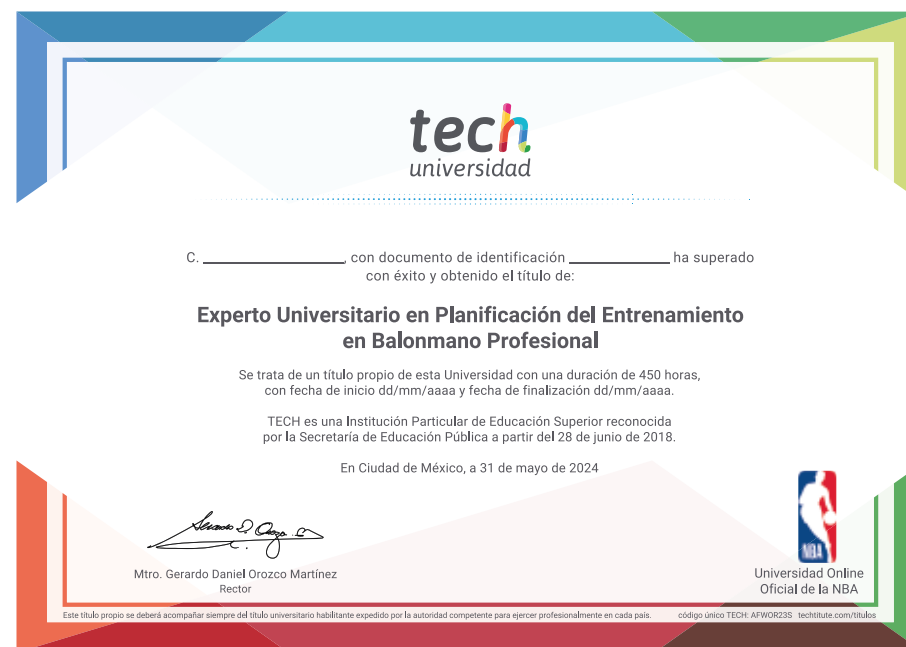 tech
universidad
C. ____________, con documento de identificación ____________ ha superado
con éxito y obtenido el título de:
Experto Universitario en Planificación del Entrenamiento
en Balonmano Profesional
Se trata de un título propio de esta Universidad con una duración de 450 horas,
con fecha de inicio dd/mm/aaaa y fecha de finalización dd/mm/aaaa.
TECH es una Institución Particular de Educación Superior reconocida
por la Secretaría de Educación Pública a partir del 28 de junio de 2018.
En Ciudad de México, a 31 de mayo de 2024
Mtro. Gerardo Daniel Orozco Martínez
Rector
NBA
Universidad Online
Oficial de la NBA
Este título propio se deberá acompañar siempre del título universitario habilitante expedido por la autoridad competente para ejercer profesionalmente en cada país. código único TECH: AFWOR23S techtitute.com/titulos